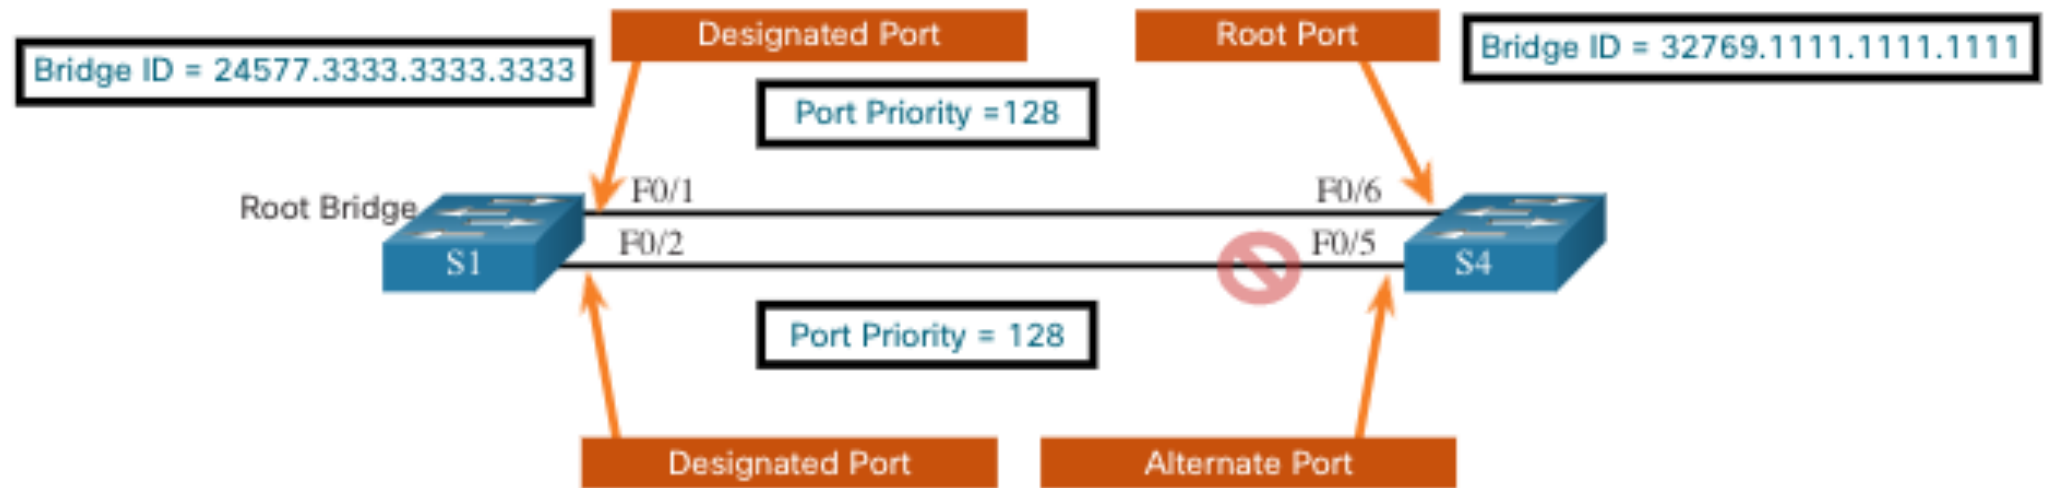 Designated Port
Root Port
Bridge ID = 24577.3333.3333.3333
Bridge ID = 32769.1111.1111.1111
Port Priority =128
Root Bridge
F0/1
F0/6
F0/2
F0/5
S1
S4
Port Priority = 128
Designated Port
Alternate Port